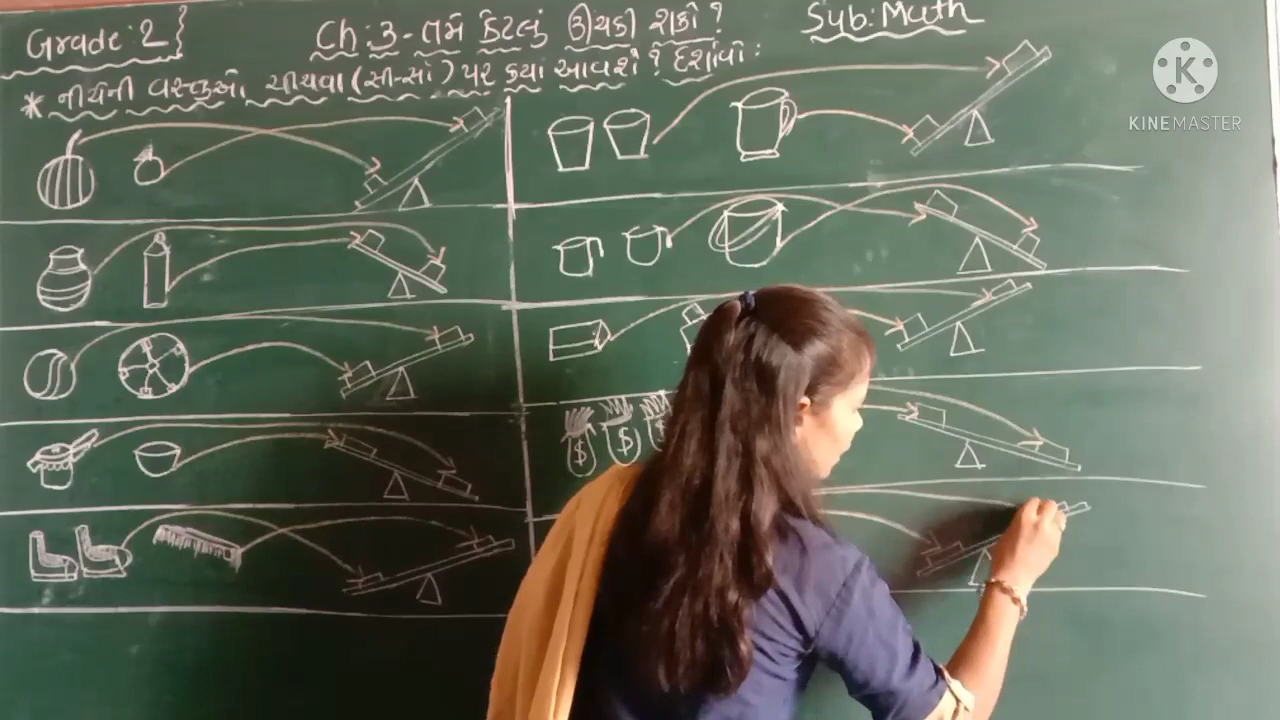 Grade: 2
Ch: 3 - તમે કેટલું ઊંચકી શકો ?
Sub: Math
* નીચેની વસ્તુઓ ચીચવા (સી-સો) પર ક્યાં આવશે ? દર્શાવો :
$ $ $
K
KINEMASTER